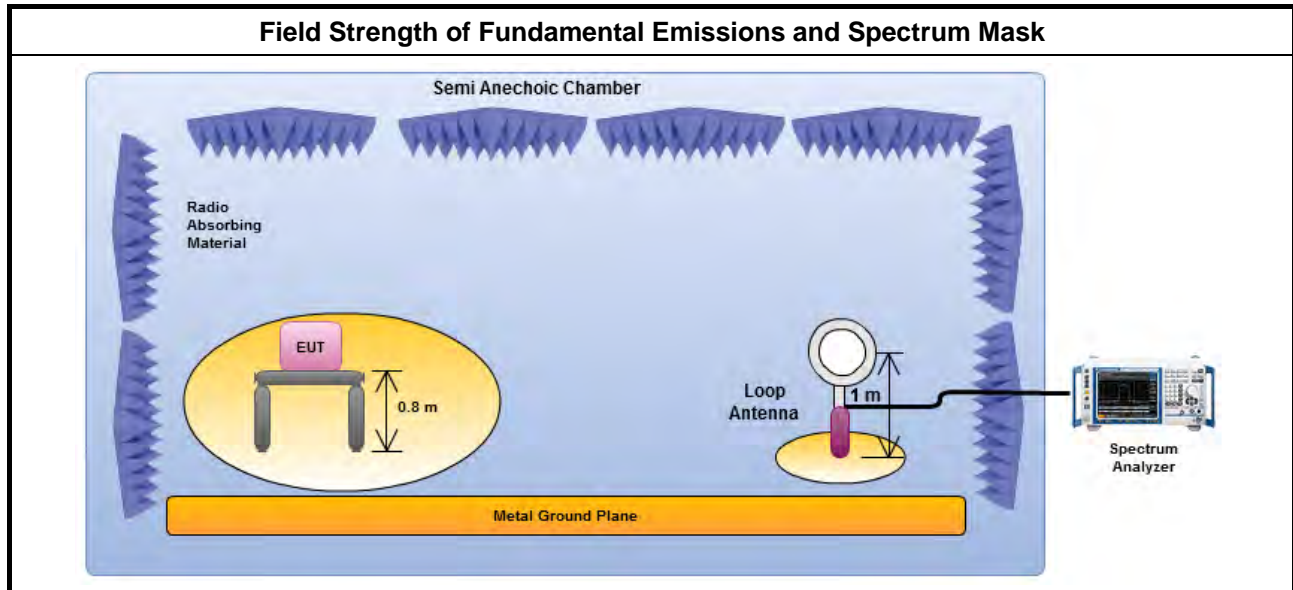 Field Strength of Fundamental Emissions and Spectrum Mask
Semi Anechoic Chamber
Radio
Absorbing
Material
EUT
0.8 m
Loop
Antenna
1 m
Spectrum
Analyzer
Metal Ground Plane